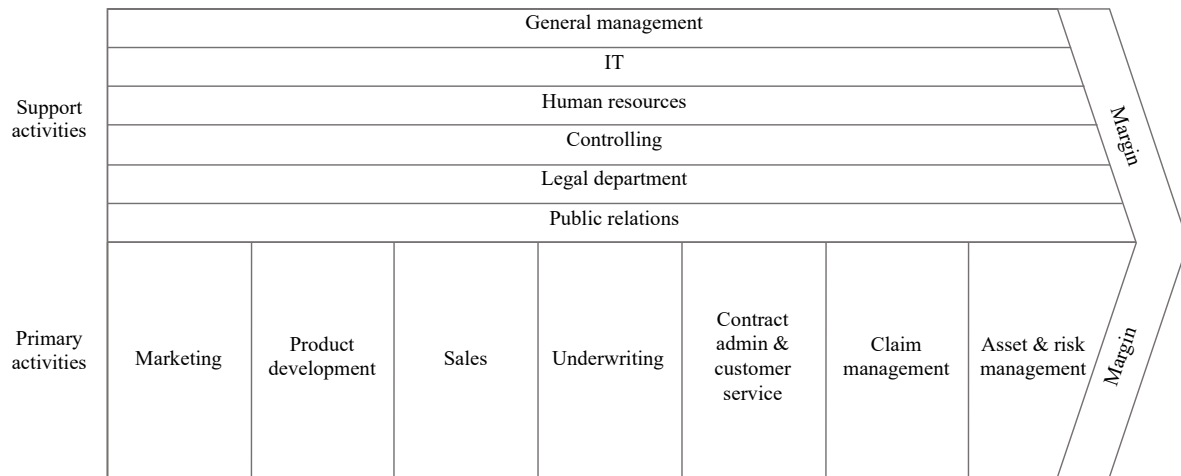 General management
IT
Human resources
Controlling
Legal department
Public relations
Support
activities
Margin
Primary
activities
Marketing
Product
development
Sales
Underwriting
Contract
admin &
customer
service
Claim
management
Asset & risk
management
Margin